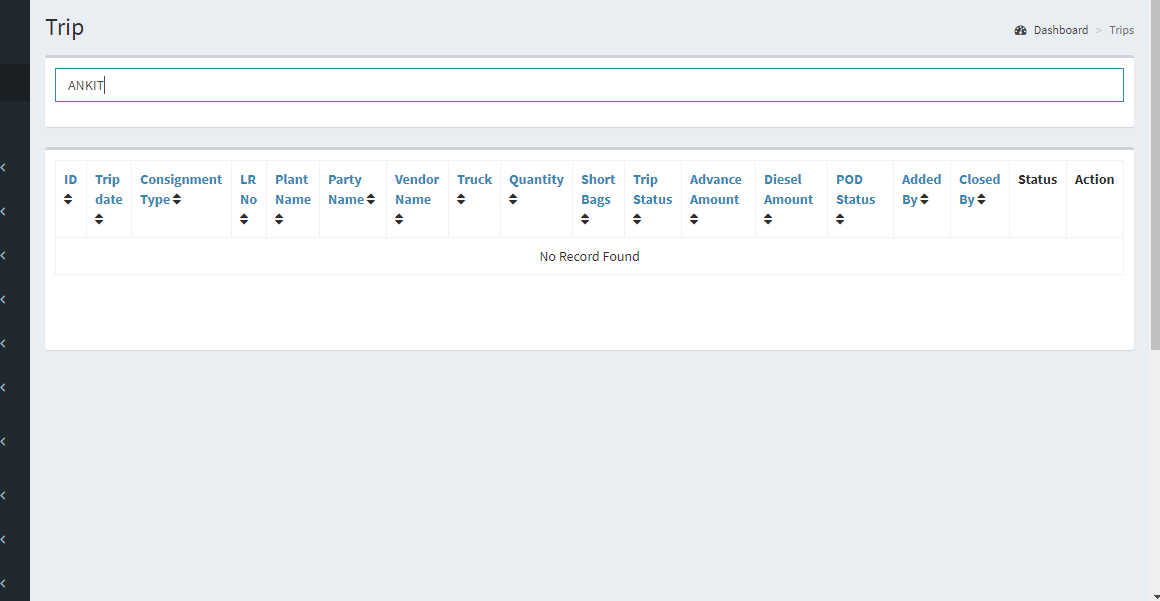 Trip
Dashboard > Trips
ANKIT
ID Trip date Consignment Type LR No Plant Name Party Name Vendor Name Truck Quantity Short Bags Trip Status Advance Amount Diesel Amount POD Status Added By Closed By Status Action
No Record Found